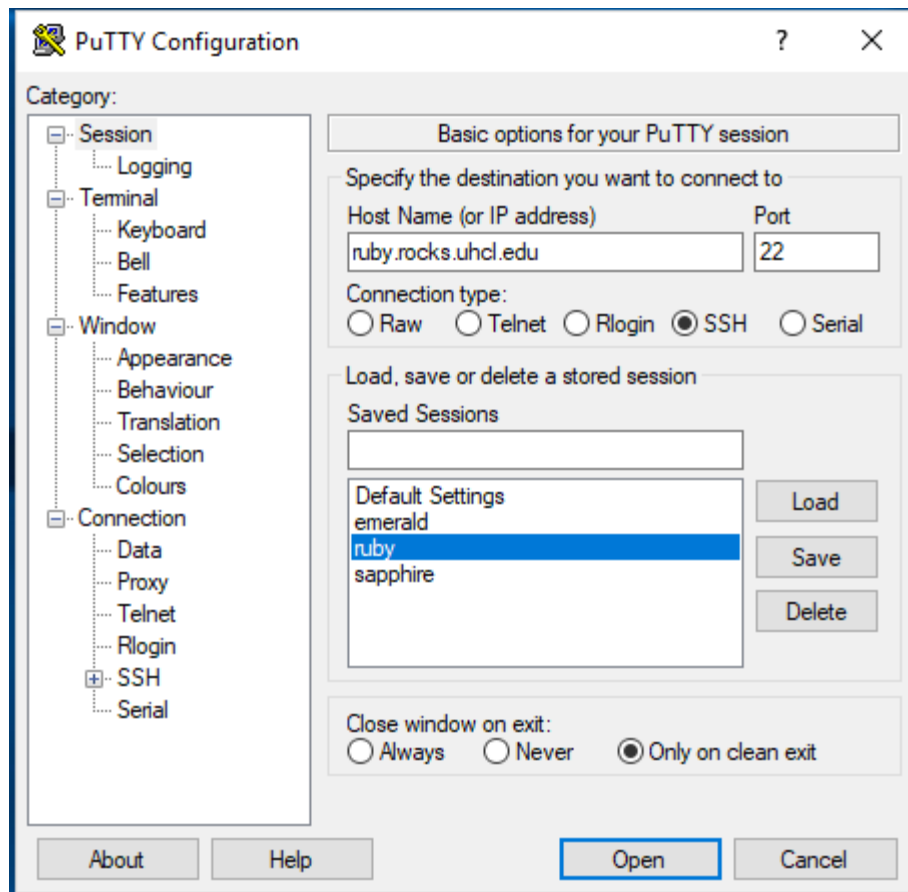 PuTTY Configuration
?
Category:
Session
Logging
Terminal
Keyboard
Bell
Features
Window
Appearance
Behaviour
Translation
Selection
Colours
Connection
Data
Proxy
Telnet
Rlogin
SSH
Serial
Basic options for your PuTTY session
Specify the destination you want to connect to
Host Name (or IP address) Port
ruby.rocks.uhcl.edu 22
Connection type:
Raw Telnet Rlogin SSH Serial
Load, save or delete a stored session
Saved Sessions
Default Settings
emerald
ruby
sapphire
Load
Save
Delete
Close window on exit:
Always Never Only on clean exit
About Help Open Cancel